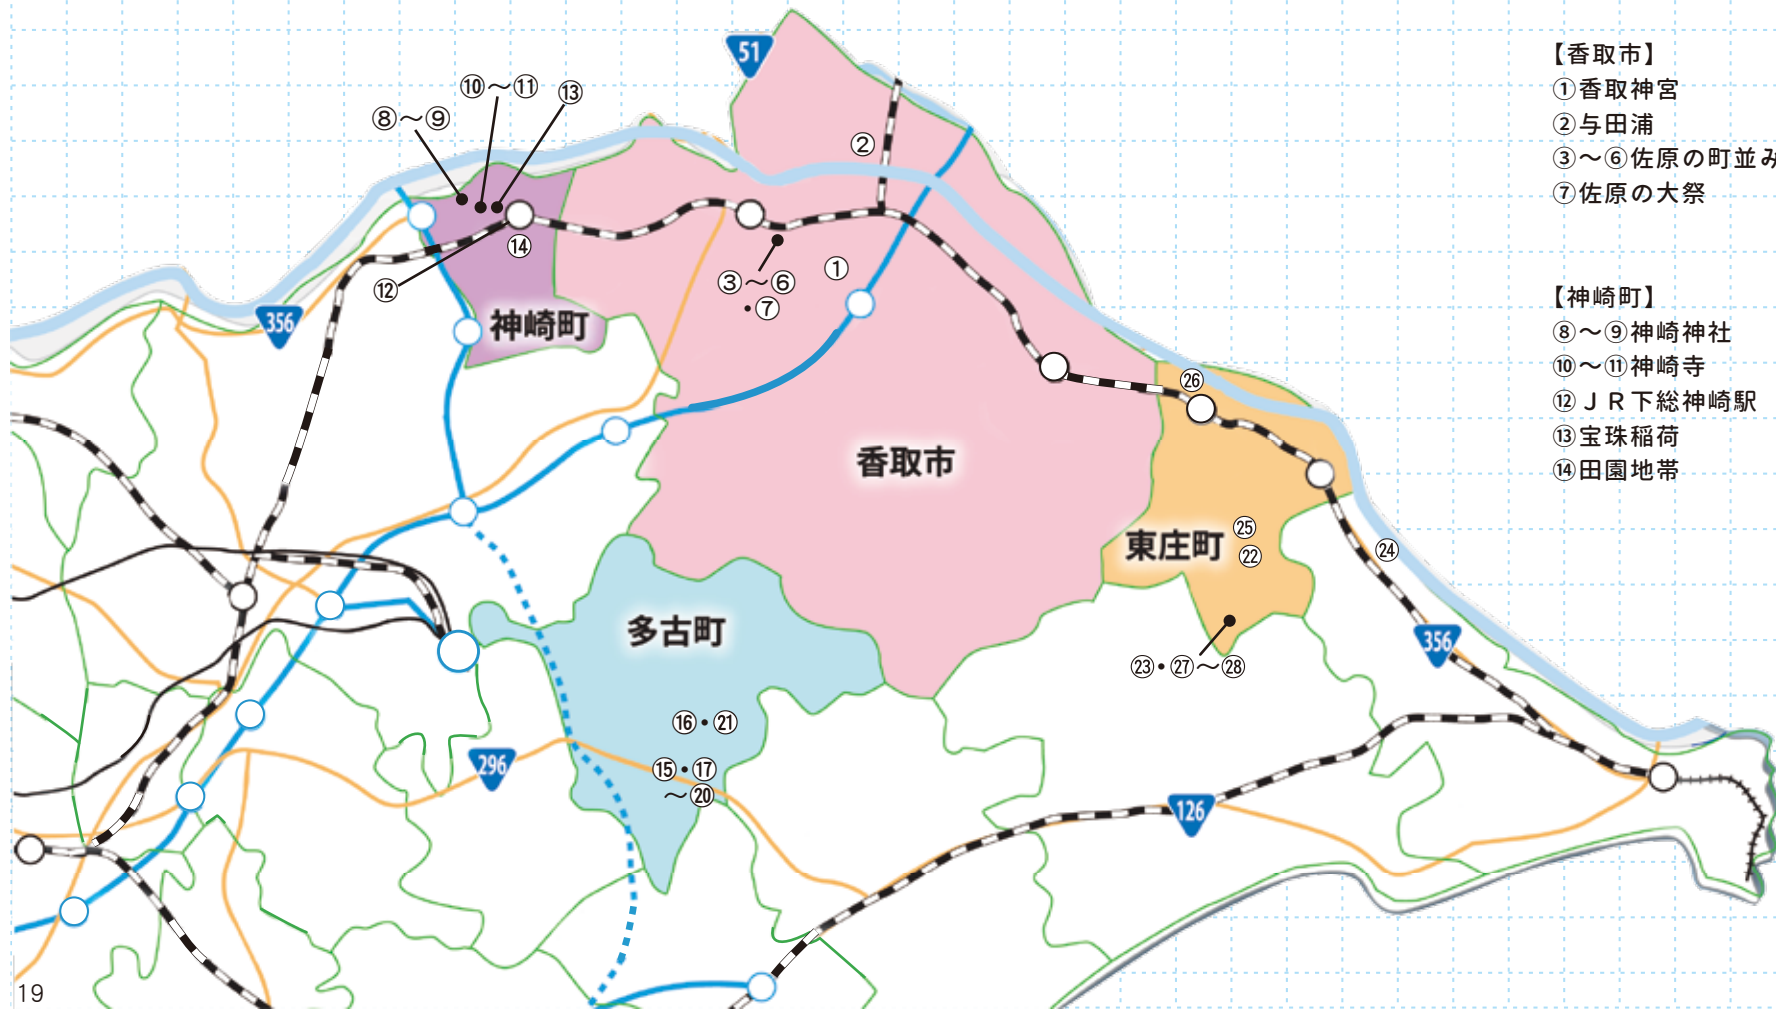 51
⑩～⑪
⑬
⑧～⑨
②
⑭
①
③～⑥
・⑦
⑫
356
神崎町
㉖
香取市
東庄町
㉕
㉒
㉔
多古町
356
㉓・㉗～㉘
⑯・㉑
296
⑮・⑰
～⑳
126
19
【香取市】
①香取神宮
②与田浦
③～⑥佐原の町並み
⑦佐原の大祭
【神崎町】
⑧～⑨神崎神社
⑩～⑪神崎寺
⑫ＪＲ下総神崎駅
⑬宝珠稲荷
⑭田園地帯